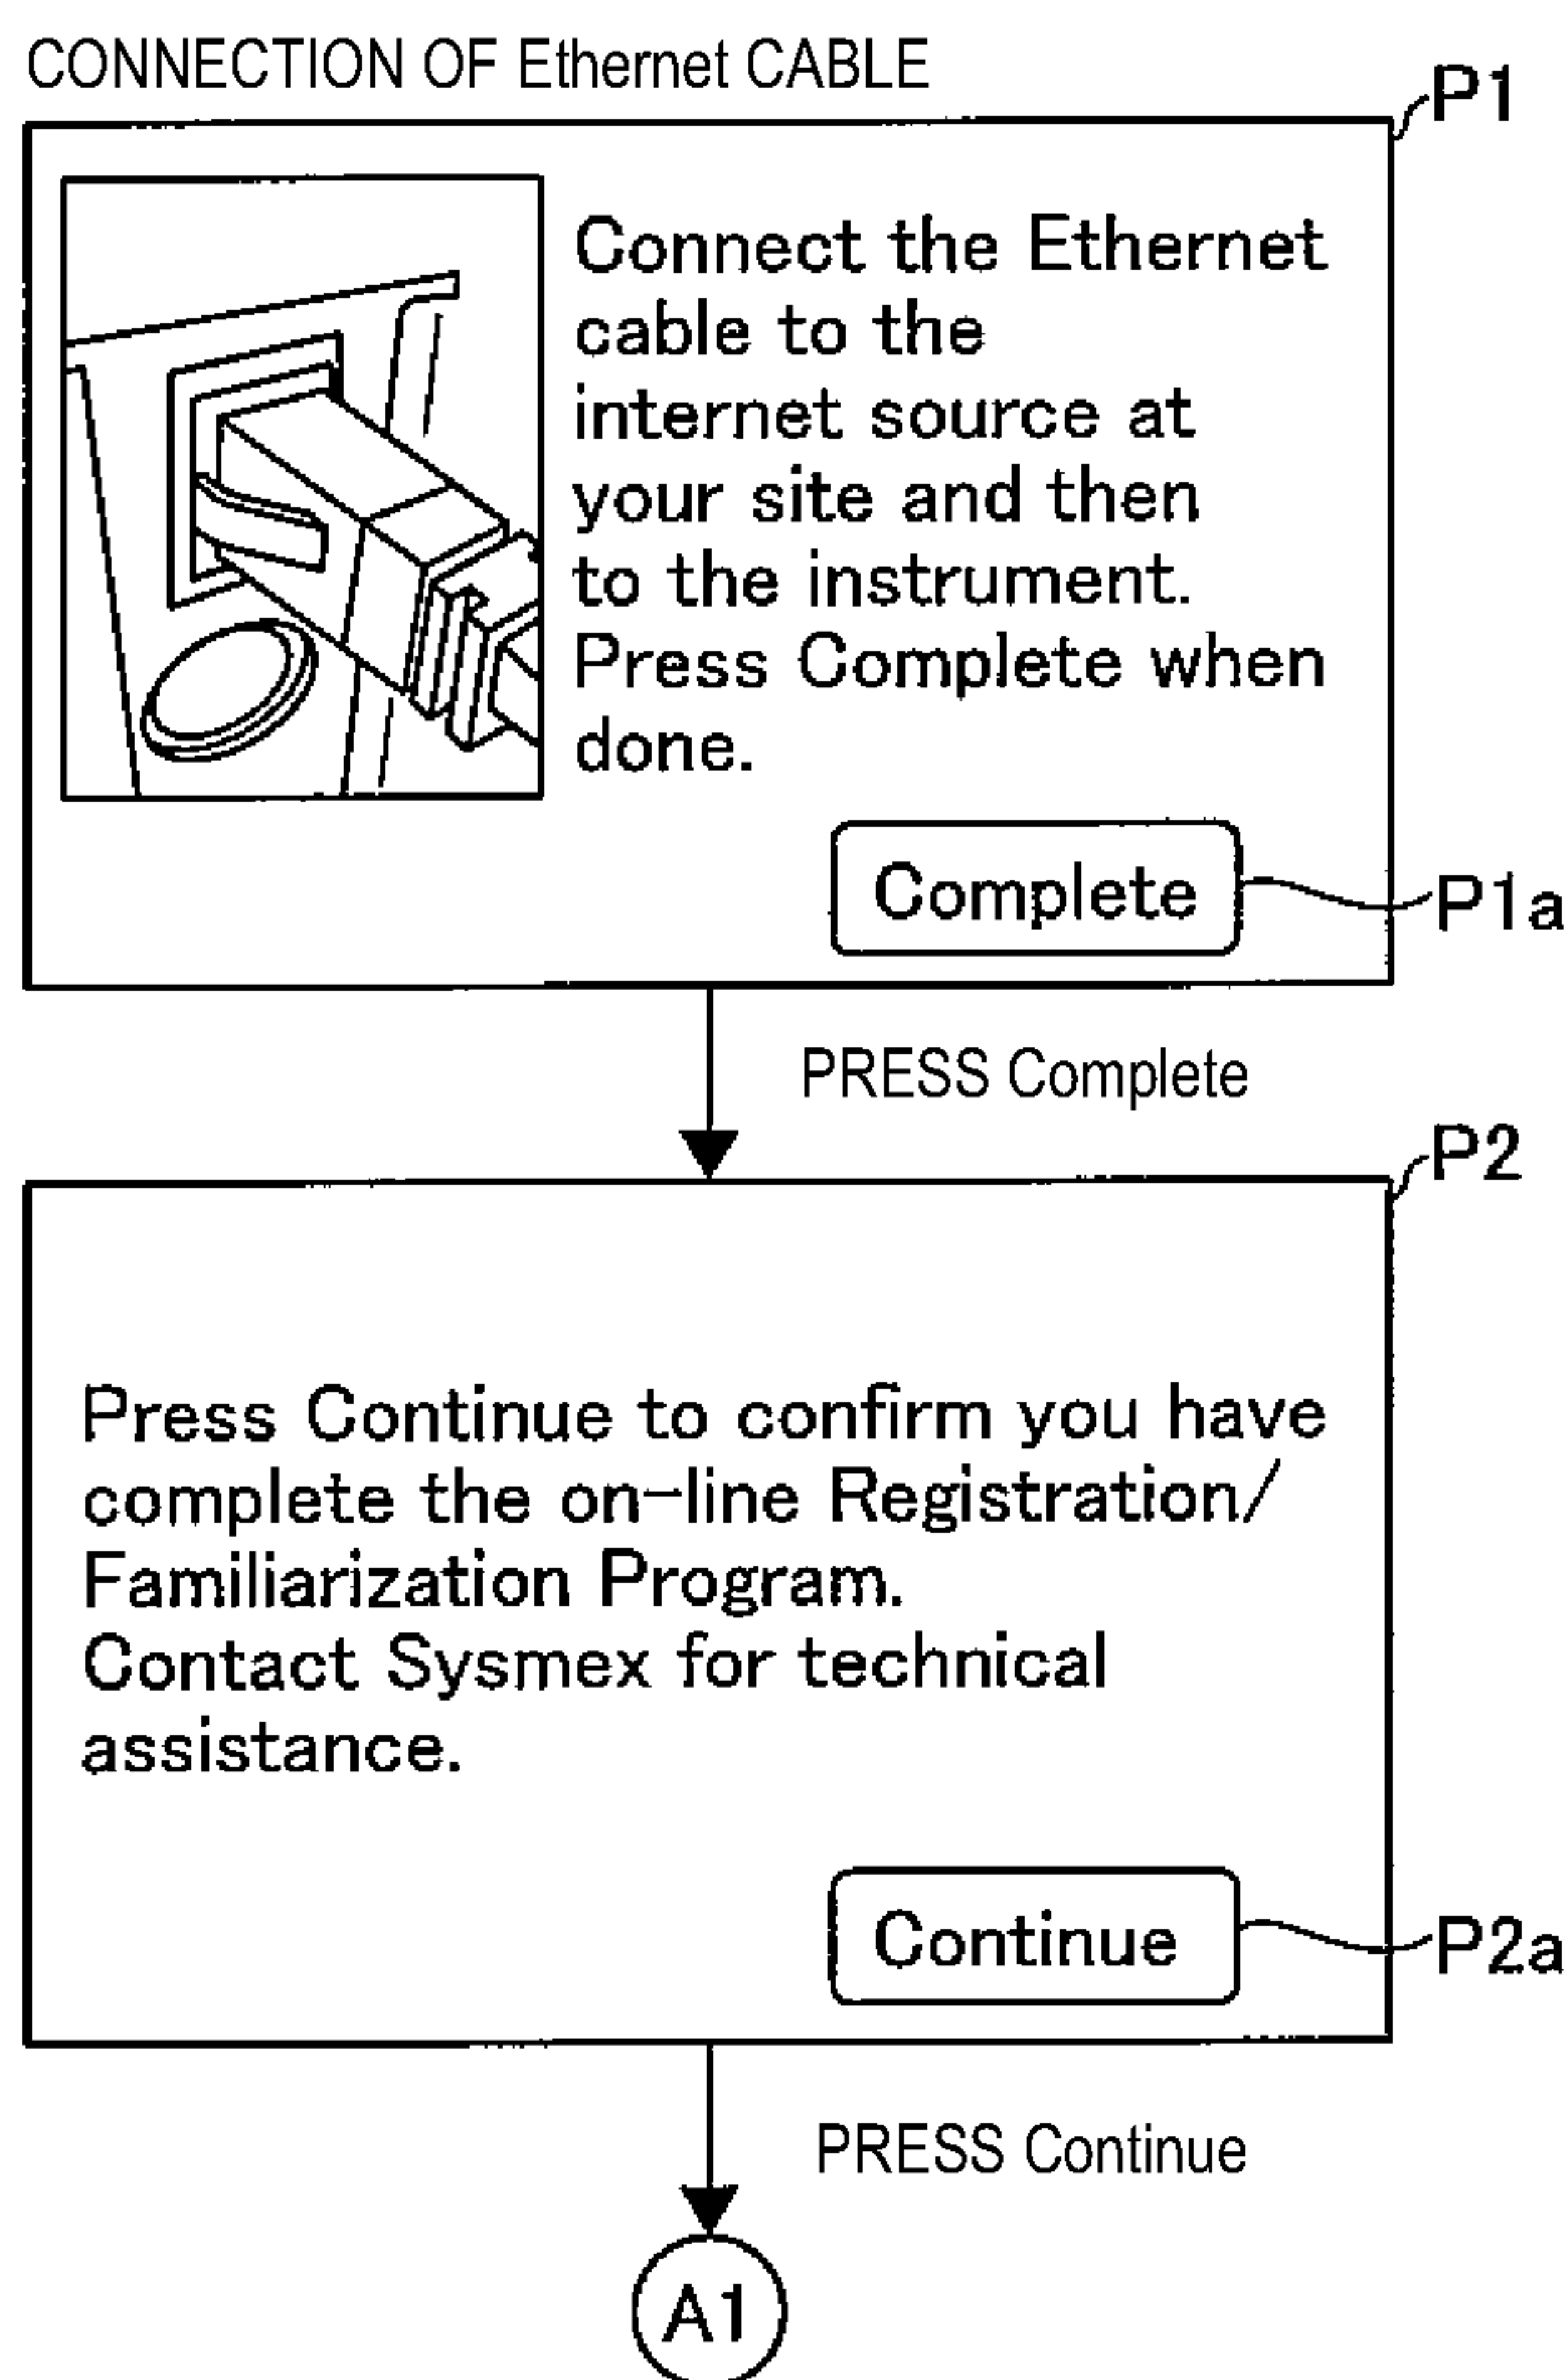 CONNECTION OF Ethernet CABLE
P1
Connect the Ethernet
cable to the
internet source at
your site and then
to the instrument.
Press Complete when
done.
Complete
P1a
PRESS Complete
P2
Press Continue to confirm you have
complete the on-line Registration/
Familiarization Program.
Contact Sysmex for technical
assistance.
Continue
P2a
PRESS Continue
A1